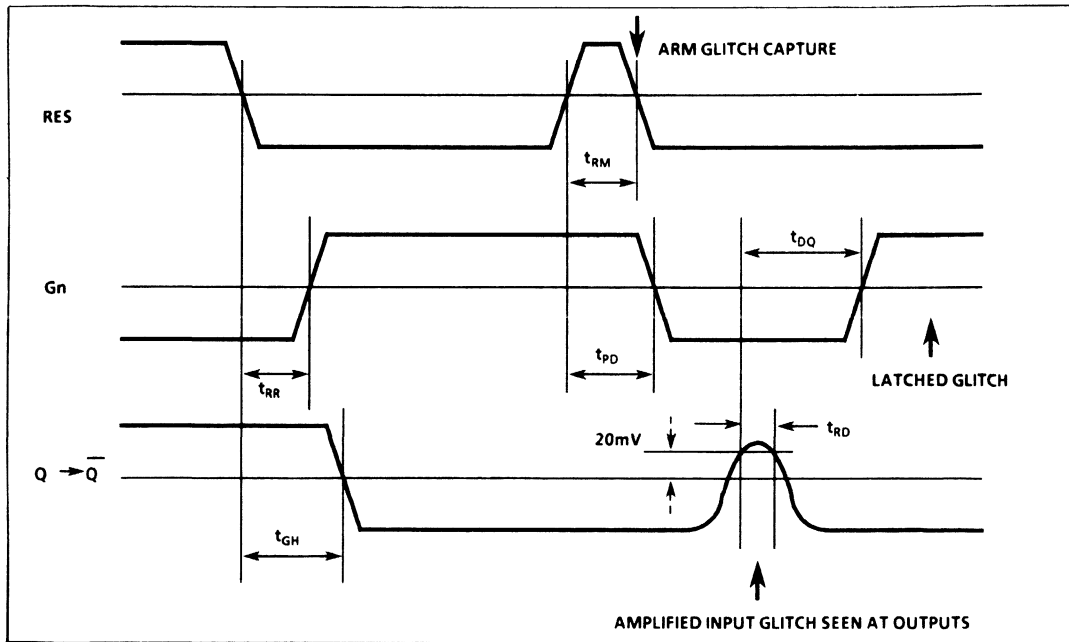 ARM GLITCH CAPTURE
RES
tRM
tDQ
Gn
tPD
tRR
LATCHED GLITCH
20mV
tRD
Q → Q̅
tGH
AMPLIFIED INPUT GLITCH SEEN AT OUTPUTS